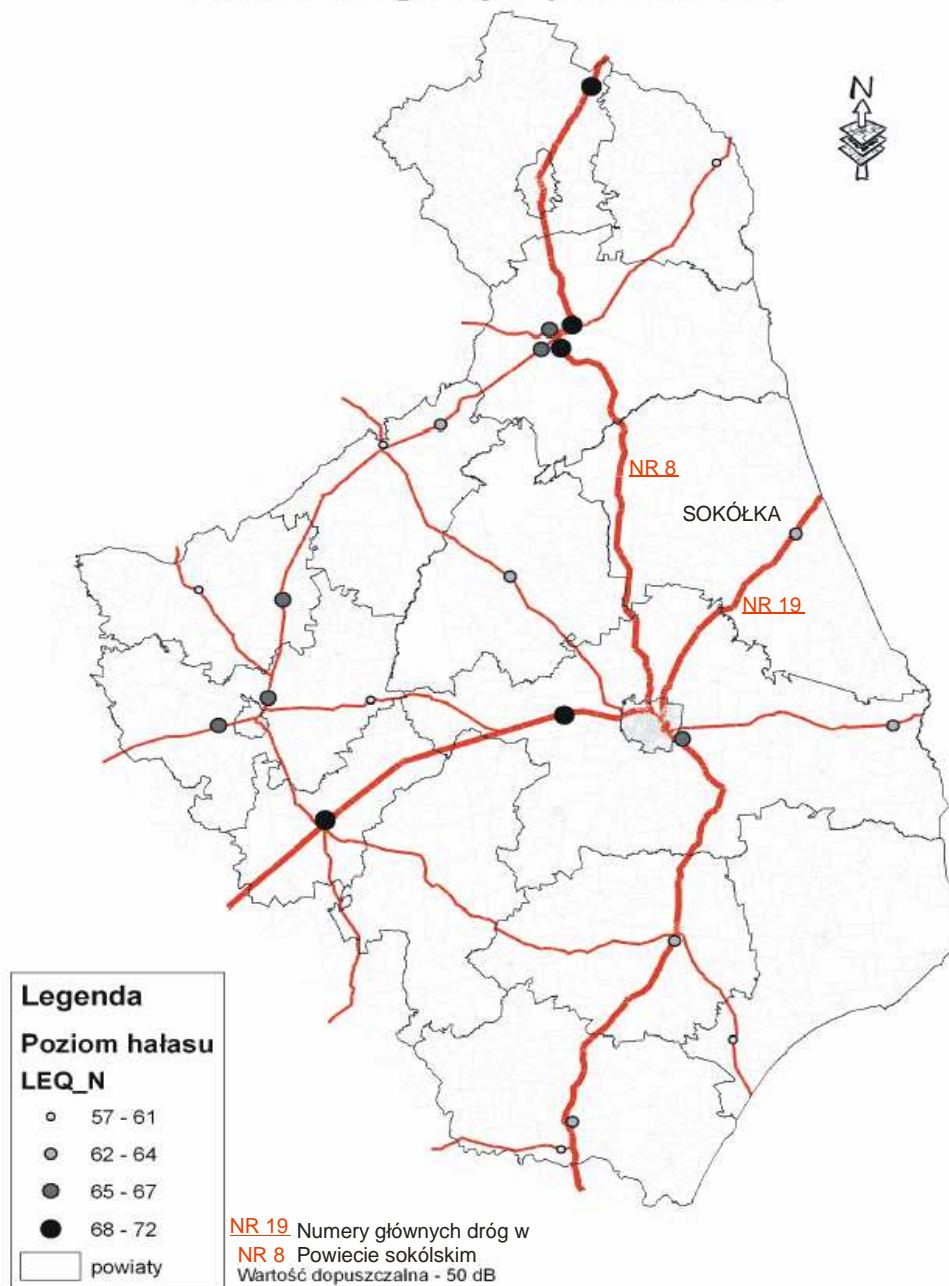 N
NR 8
SOKÓŁKA
NR 19
Legenda
Poziom hałasu
LEQ_N
57 - 61
62 - 64
65 - 67
68 - 72
powiaty
NR 19 Numery głównych dróg w
NR 8 Powiecie sokólskim
Wartość dopuszczalna - 50 dB